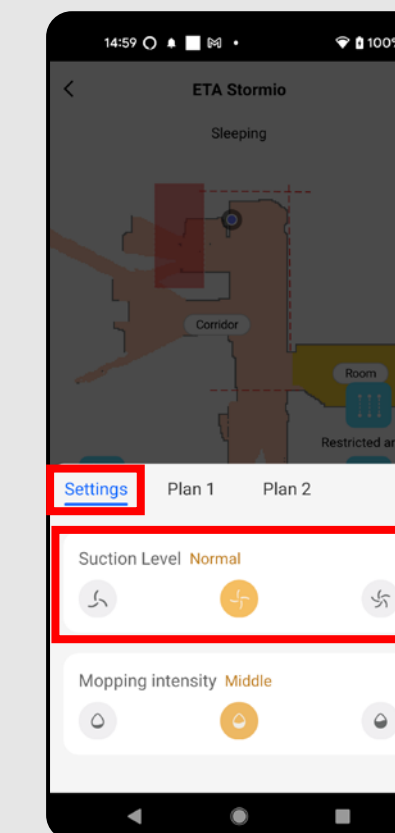 14:59 100%
ETA Stormio
Sleeping
Corridor
Room
Restricted ar
Settings Plan 1 Plan 2
Suction Level Normal
Mopping intensity Middle